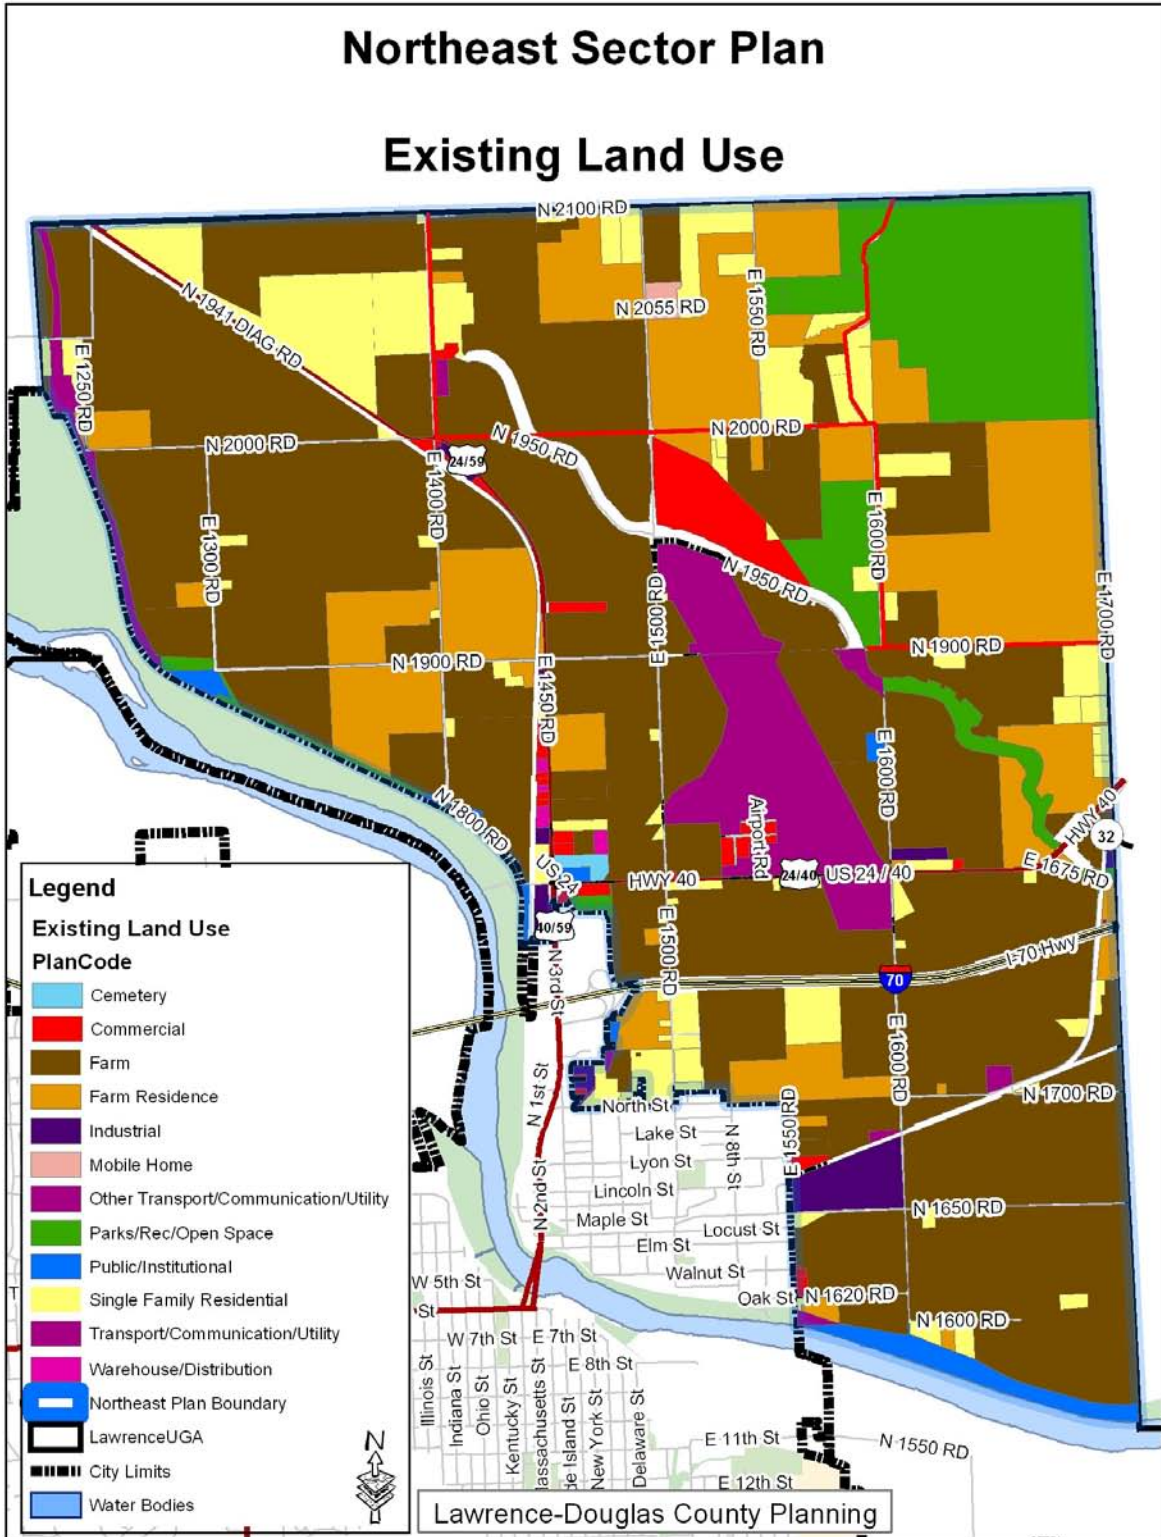 Northeast Sector Plan
Existing Land Use
N 2100 RD
N 1941 DIAG RD
N 2055 RD
E 1550 RD
E 1250 RD
N 2000 RD
N 1950 RD
N 2000 RD
24/59
E 1400 RD
E 1300 RD
E 1600 RD
N 1950 RD
E 1500 RD
E 1700 RD
N 1900 RD
N 1900 RD
E 1450 RD
E 1600 RD
N 1800 RD
Airport Rd
HWY 40
32
US 24
HWY 40
24/40
US 24 / 40
E 1675 RD
40/59
E 1500 RD
N 3rd St
I-70 Hwy
70
E 1600 RD
N 1st St
North St
N 1700 RD
Lake St
N 8th St
E 1550 RD
Lyon St
Lincoln St
N 2nd St
Maple St
Locust St
N 1650 RD
Elm St
Walnut St
W 5th St
Oak St
N 1620 RD
St
N 1600 RD
W 7th St
E 7th St
E 8th St
Illinois St
Indiana St
Ohio St
Kentucky St
assachusetts St
de Island St
New York St
Delaware St
E 11th St
N 1550 RD
E 12th St
Legend
Existing Land Use
PlanCode
Cemetery
Commercial
Farm
Farm Residence
Industrial
Mobile Home
Other Transport/Communication/Utility
Parks/Rec/Open Space
Public/Institutional
Single Family Residential
Transport/Communication/Utility
Warehouse/Distribution
Northeast Plan Boundary
LawrenceUGA
City Limits
Water Bodies
N
T
Lawrence-Douglas County Planning